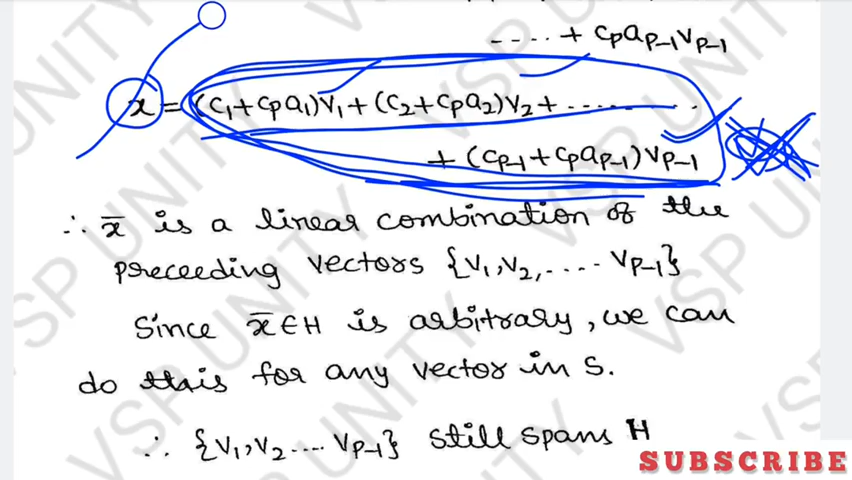 ..... + cₚaₚ₋₁vₚ₋₁
x = (c₁+cₚa₁)v₁ + (c₂+cₚa₂)v₂ + ..........
+ (cₚ₋₁+cₚaₚ₋₁)vₚ₋₁
∴ x̄ is a linear combination of the
preceeding vectors {v₁,v₂,.... vₚ₋₁}
Since x̄∈H is arbitrary, we can
do this for any vector in S.
∴ {v₁,v₂.... vₚ₋₁} still spans H
SUBSCRIBE
VSP UNITY